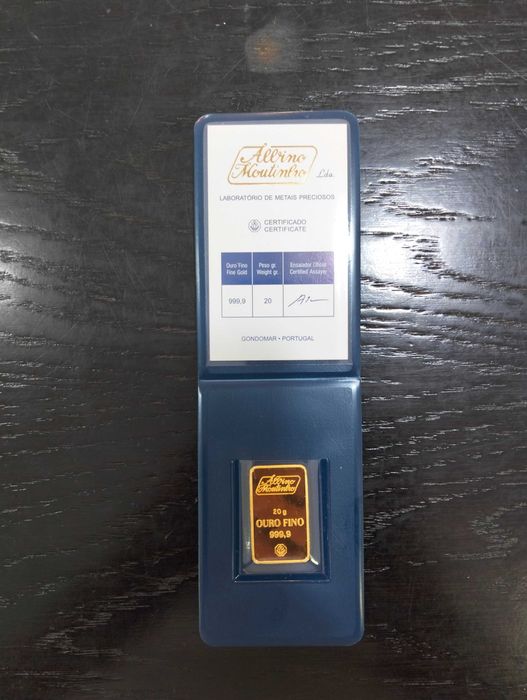 Albino
Moutinho Lda.
LABORATÓRIO DE METAIS PRECIOSOS
CERTIFICADO
CERTIFICATE
Ouro Fino
Fine Gold
Peso gr.
Weight gr.
Ensaiador Oficial
Certified Assayer
999,9
20
GONDOMAR • PORTUGAL
Albino
Moutinho
20 g
OURO FINO
999,9